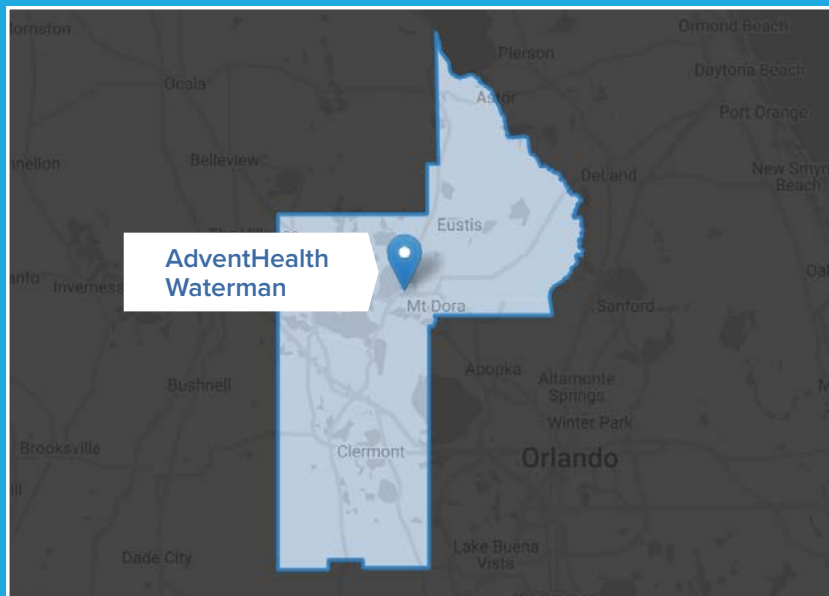 Ormond Beach
Pierson
Daytona Beach
Ocala
Astor
Port Orange
Belleview
New Smyrna
Beach
DeLand
Eustis
AdventHealth
Waterman
Inverness
Mt Dora
Sanford
Bushnell
Apopka
Altamonte
Springs
Winter Park
Brooksville
Clermont
Orlando
Dade City
Lake Buena
Vista